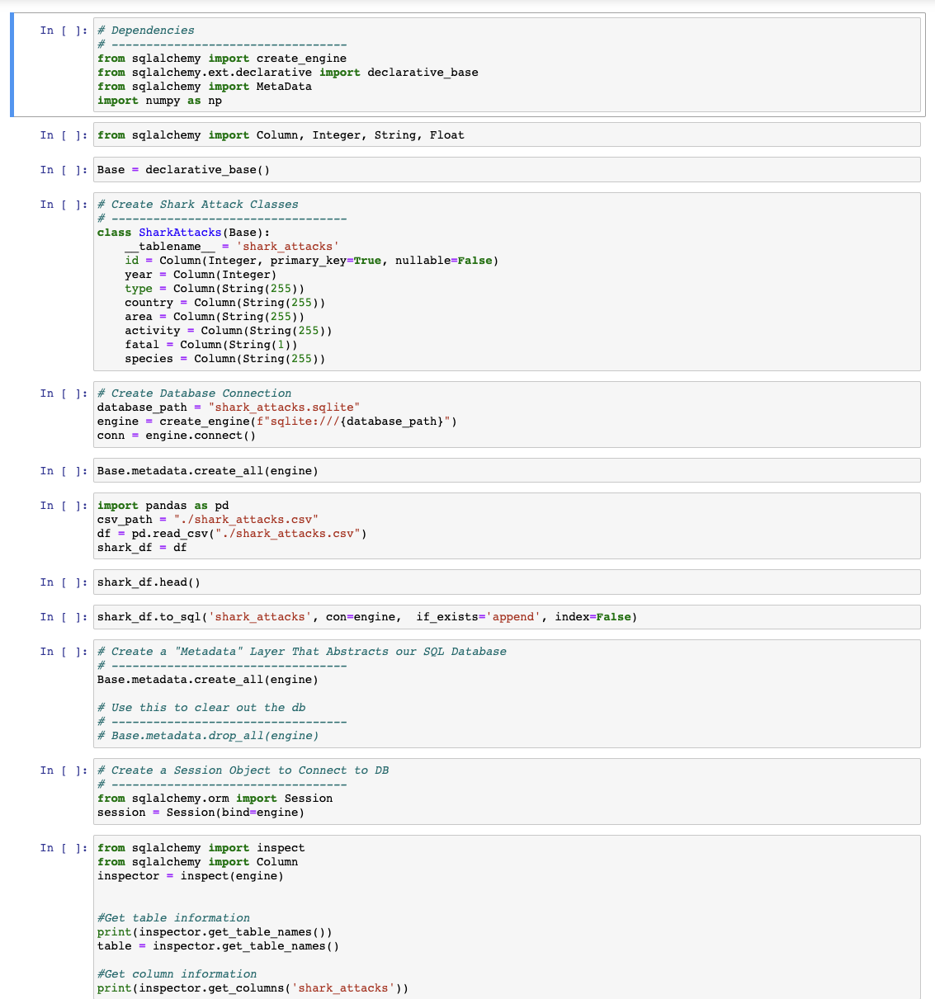 In [ ]: # Dependencies
# ----------------------------------
from sqlalchemy import create_engine
from sqlalchemy.ext.declarative import declarative_base
from sqlalchemy import MetaData
import numpy as np
In [ ]: from sqlalchemy import Column, Integer, String, Float
In [ ]: Base = declarative_base()
In [ ]: # Create Shark Attack Classes
# ----------------------------------
class SharkAttacks(Base):
    __tablename__ = 'shark_attacks'
    id = Column(Integer, primary_key=True, nullable=False)
    year = Column(Integer)
    type = Column(String(255))
    country = Column(String(255))
    area = Column(String(255))
    activity = Column(String(255))
    fatal = Column(String(1))
    species = Column(String(255))
In [ ]: # Create Database Connection
database_path = "shark_attacks.sqlite"
engine = create_engine(f"sqlite:///{database_path}")
conn = engine.connect()
In [ ]: Base.metadata.create_all(engine)
In [ ]: import pandas as pd
csv_path = "./shark_attacks.csv"
df = pd.read_csv("./shark_attacks.csv")
shark_df = df
In [ ]: shark_df.head()
In [ ]: shark_df.to_sql('shark_attacks', con=engine,  if_exists='append', index=False)
In [ ]: # Create a "Metadata" Layer That Abstracts our SQL Database
# ----------------------------------
Base.metadata.create_all(engine)
# Use this to clear out the db
# ----------------------------------
# Base.metadata.drop_all(engine)
In [ ]: # Create a Session Object to Connect to DB
# ----------------------------------
from sqlalchemy.orm import Session
session = Session(bind=engine)
In [ ]: from sqlalchemy import inspect
from sqlalchemy import Column
inspector = inspect(engine)
#Get table information
print(inspector.get_table_names())
table = inspector.get_table_names()
#Get column information
print(inspector.get_columns('shark_attacks'))